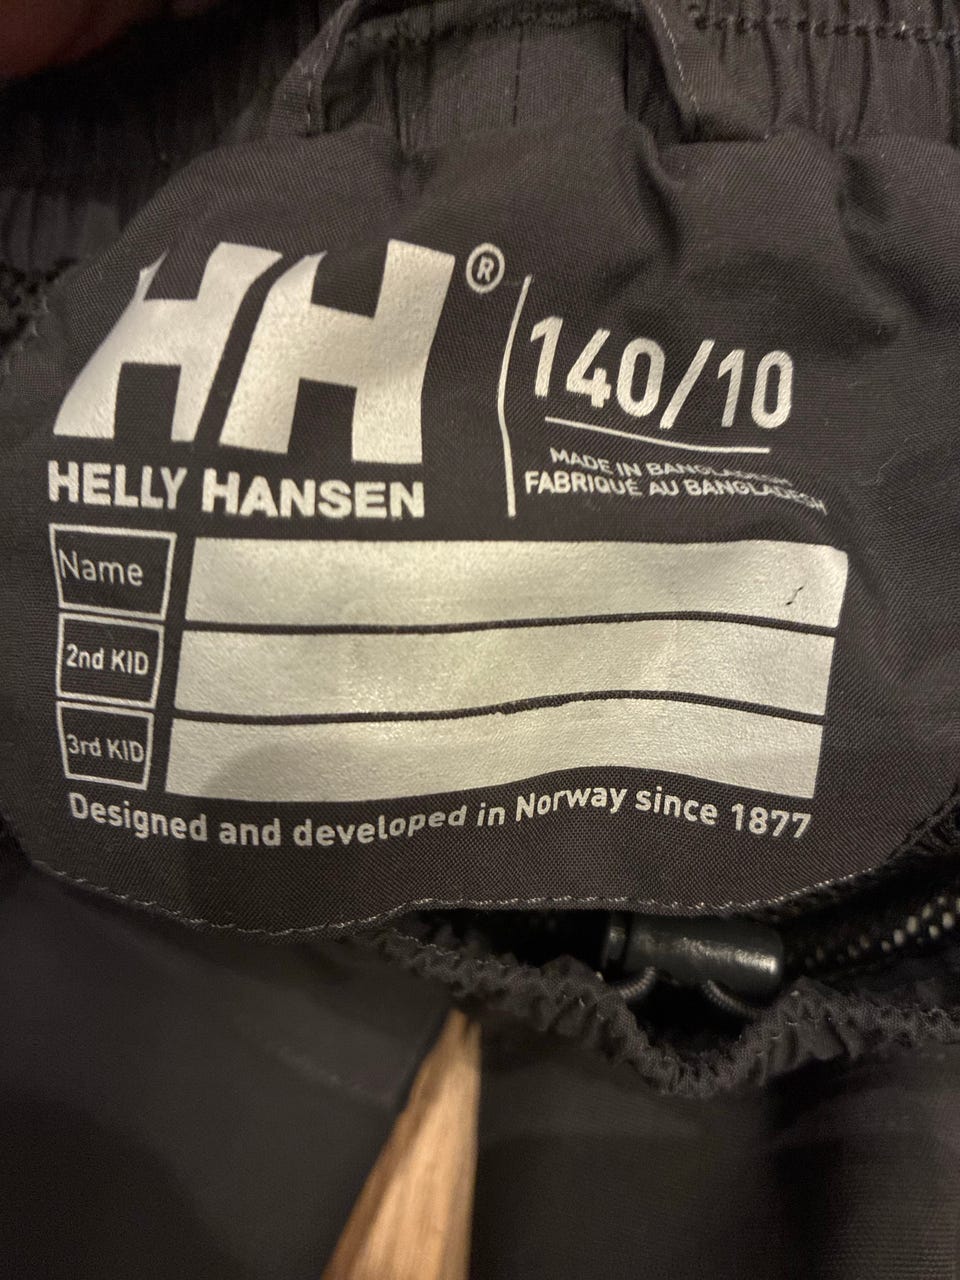 HH®
HELLY HANSEN
140/10
MADE IN BANGLADESH
FABRIQUÉ AU BANGLADESH
Name
2nd KID
3rd KID
Designed and developed in Norway since 1877